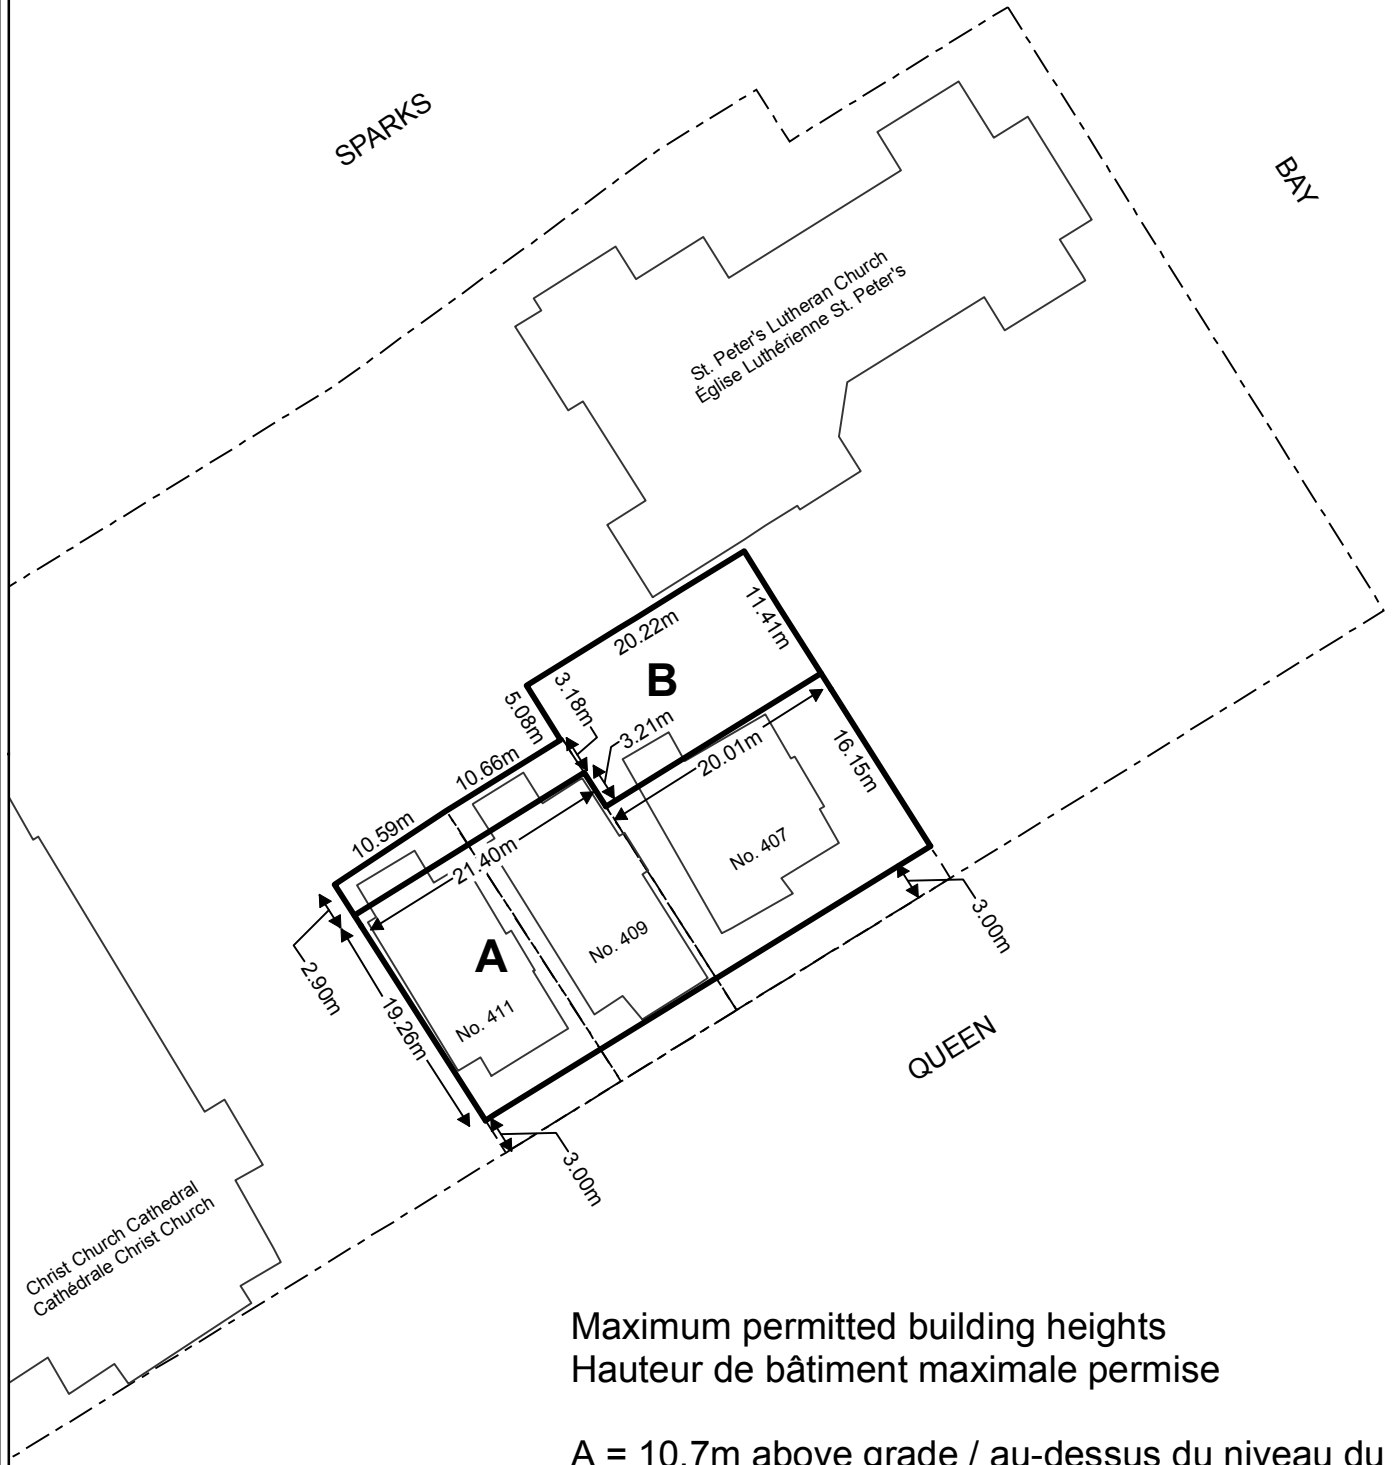 SPARKS
BAY
St. Peter's Lutheran Church
Église Luthérienne St. Peter's
20.22m
11.41m
B
5.08m
3.18m
3.21m
20.01m
16.15m
10.66m
10.59m
21.40m
No. 407
No. 409
A
No. 411
2.90m
19.26m
3.00m
3.00m
QUEEN
Christ Church Cathedral
Cathédrale Christ Church
Maximum permitted building heights
Hauteur de bâtiment maximale permise
A = 10.7m above grade / au-dessus du niveau du